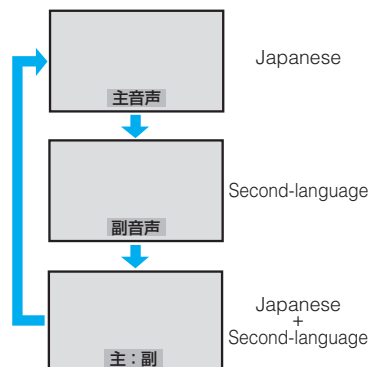 主音声
Japanese
副音声
Second-language
主：副
Japanese
+
Second-language